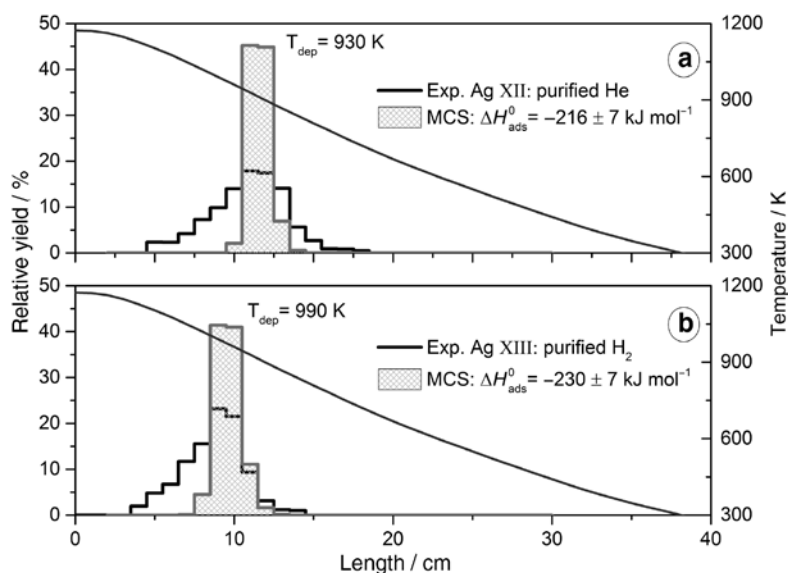 50
40
30
20
10
0
T_dep = 930 K
a
Exp. Ag XII: purified He
MCS: ΔH⁰_ads = −216 ± 7 kJ mol⁻¹
1200
900
600
300
50
40
30
20
10
0
T_dep = 990 K
b
Exp. Ag XIII: purified H₂
MCS: ΔH⁰_ads = −230 ± 7 kJ mol⁻¹
1200
900
600
300
0 10 20 30 40
Length / cm
Relative yield / %
Temperature / K